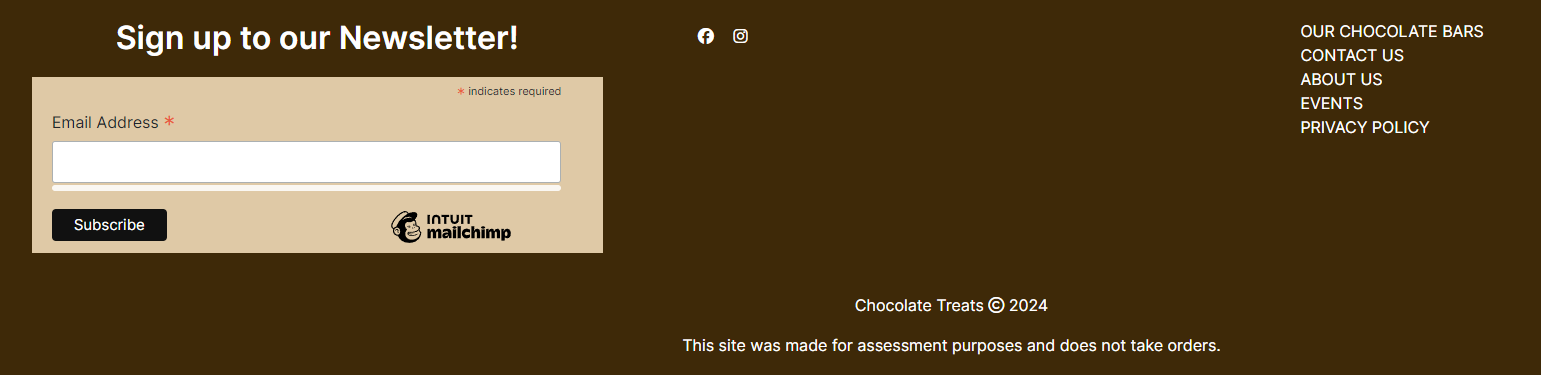 Sign up to our Newsletter!
* indicates required
Email Address *
Subscribe
INTUIT
mailchimp
OUR CHOCOLATE BARS
CONTACT US
ABOUT US
EVENTS
PRIVACY POLICY
Chocolate Treats © 2024
This site was made for assessment purposes and does not take orders.